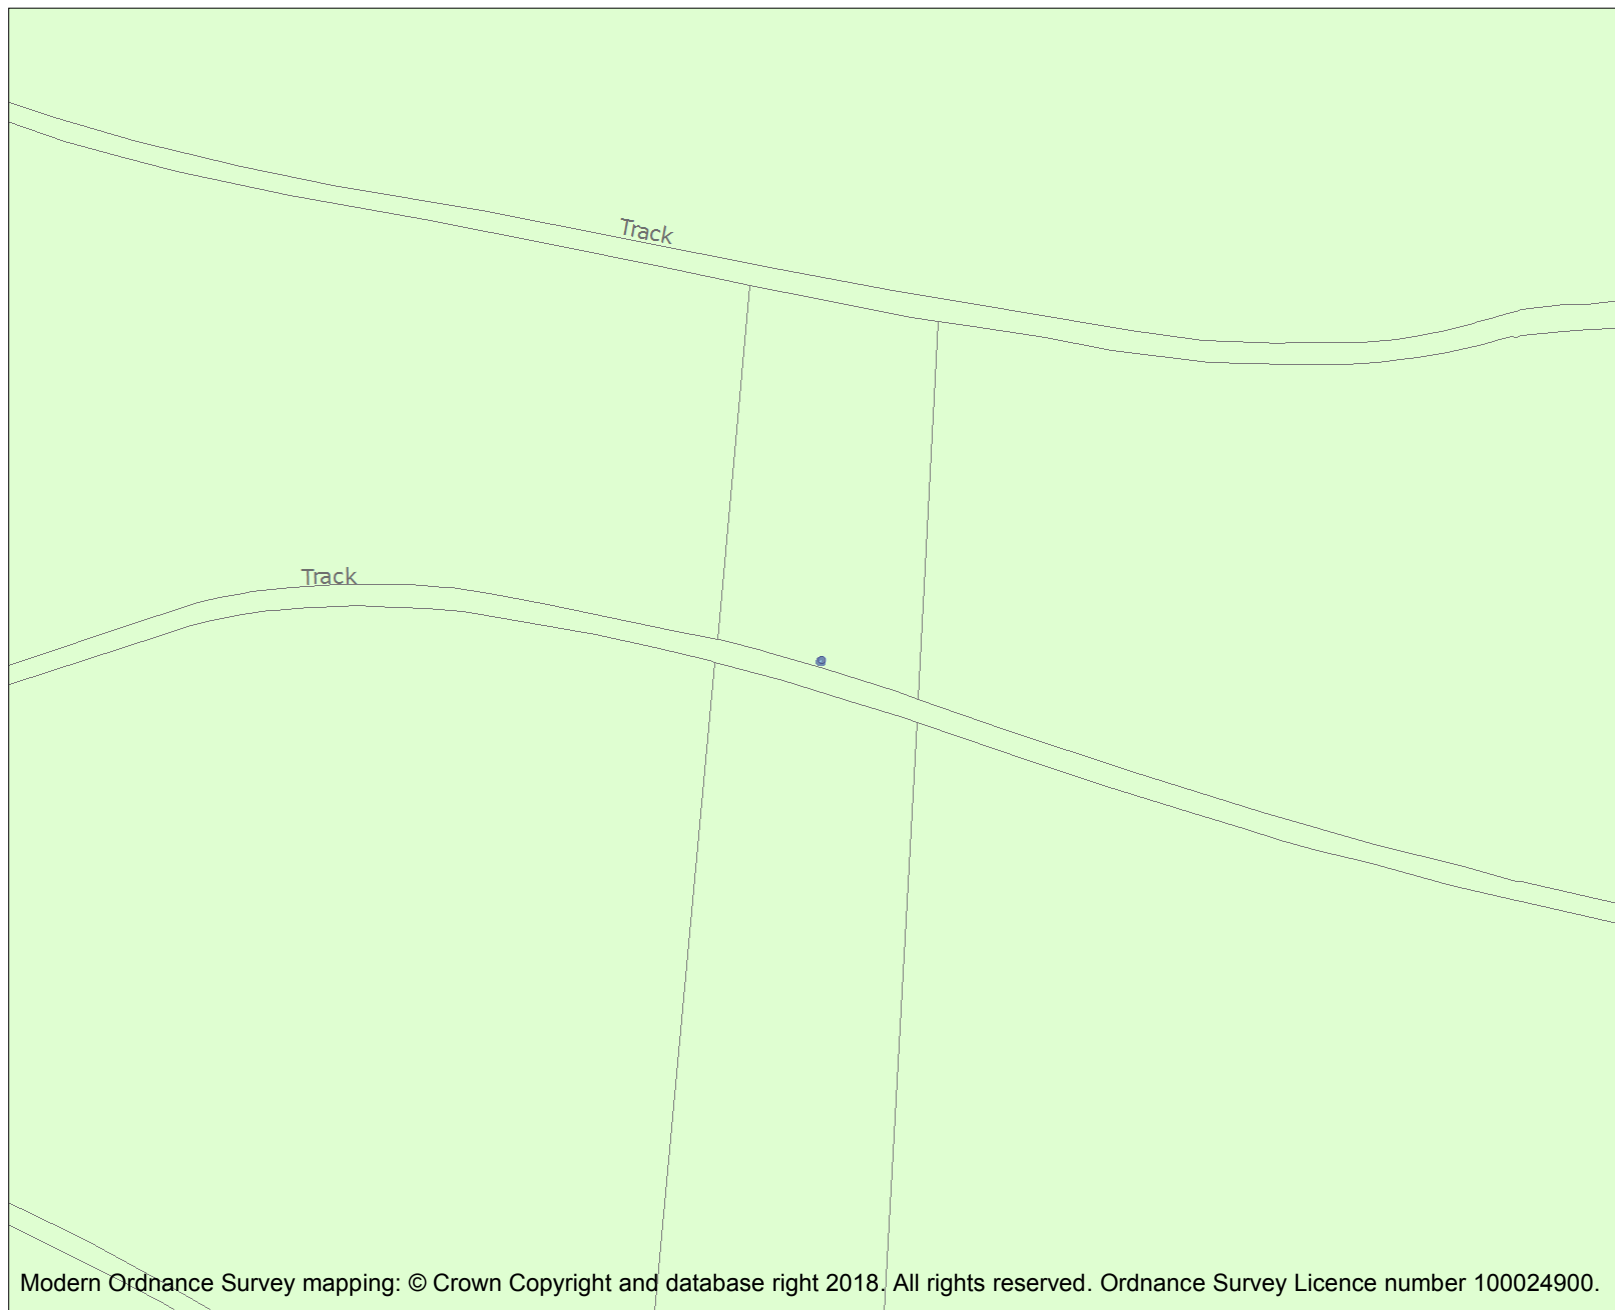 Track
Track
Modern Ordnance Survey mapping: © Crown Copyright and database right 2018. All rights reserved. Ordnance Survey Licence number 100024900.